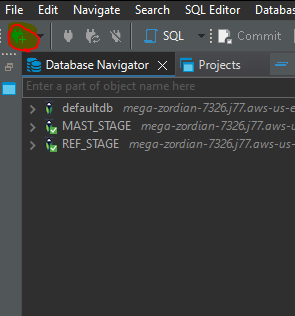 File Edit Navigate Search SQL Editor Databas
SQL Commit
Database Navigator Projects
Enter a part of object name here
defaultdb mega-zordian-7326.j77.aws-us-e
MAST_STAGE mega-zordian-7326.j77.aws-us
REF_STAGE mega-zordian-7326.j77.aws-us-